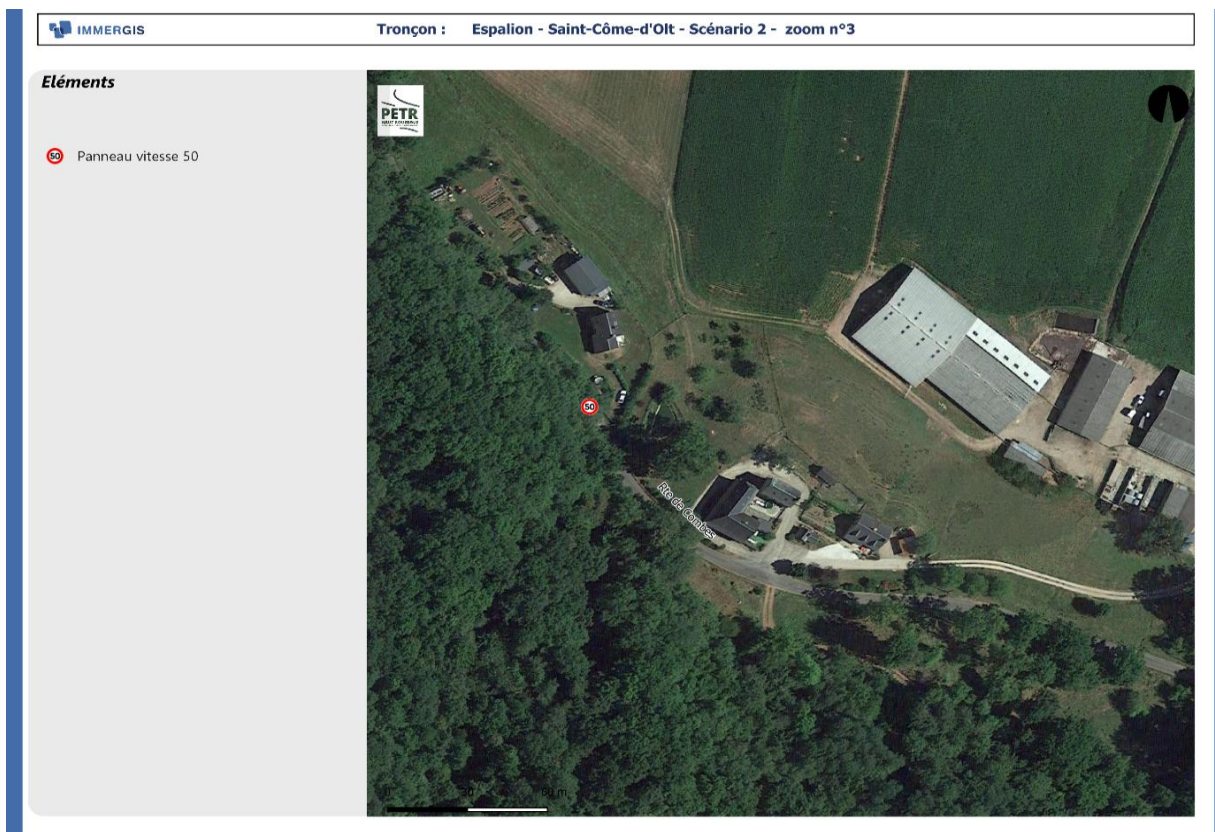 IMMERGIS
Tronçon : Espalion - Saint-Côme-d'Olt - Scénario 2 - zoom n°3
Eléments
PETR
50 Panneau vitesse 50
50
Rte de Combes
0 30 60 m